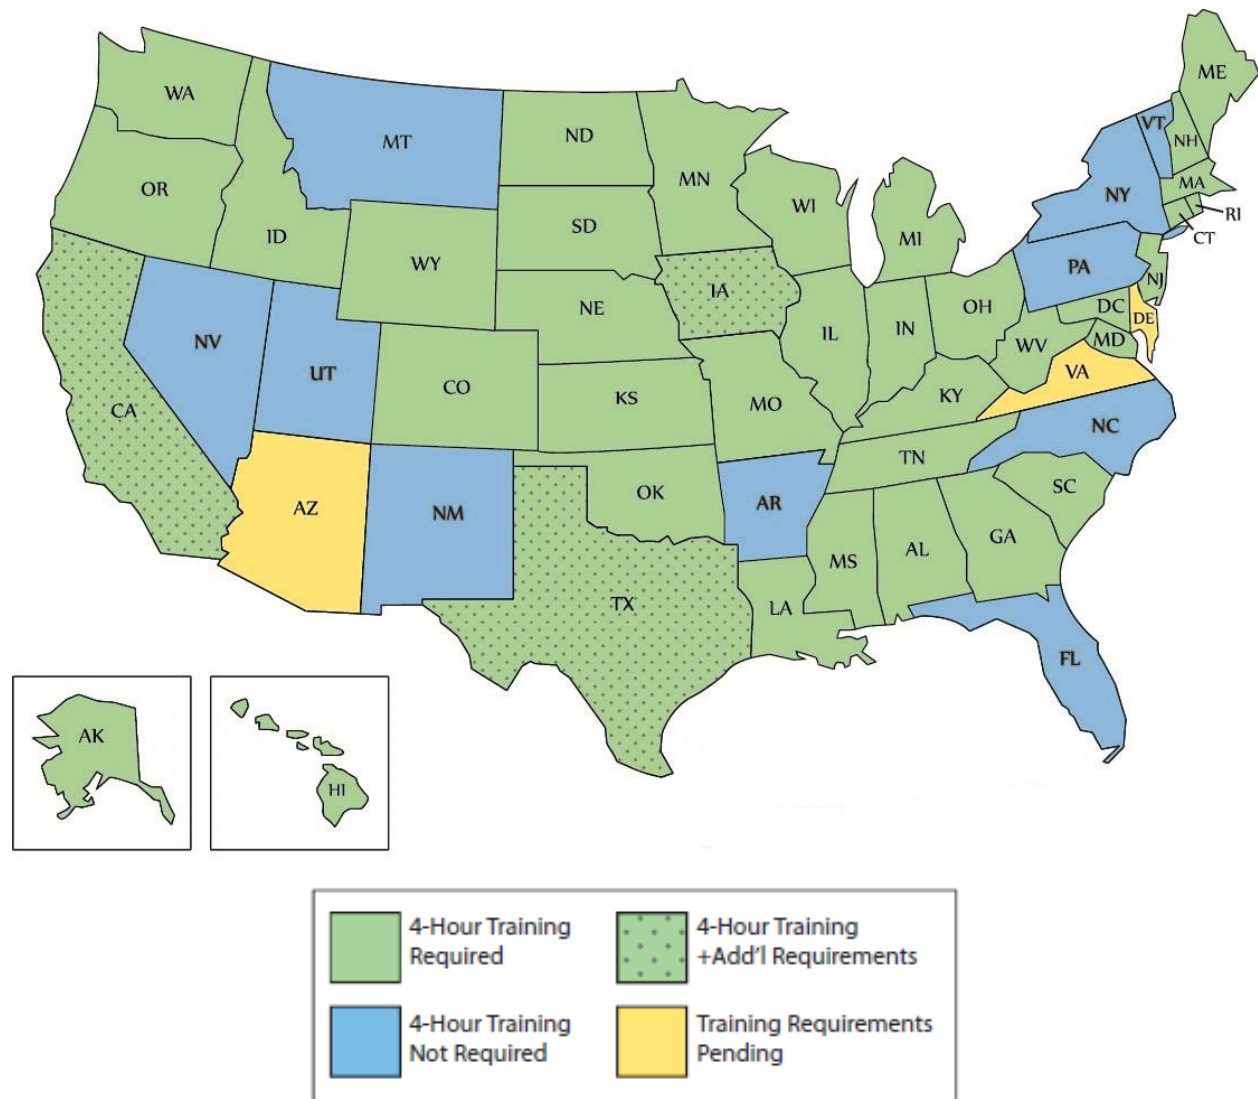 ME
WA
VT
ND
NH
MT
MN
OR
MA
NY
WI
RI
SD
ID
CT
MI
WY
PA
NJ
IA
DC
NE
OH
DE
IL
IN
NV
WV
MD
UT
VA
CO
KS
KY
CA
MO
NC
TN
SC
OK
AZ
AR
NM
GA
AL
MS
TX
LA
FL
AK
HI
4-Hour Training
Required
4-Hour Training
+Add'l Requirements
4-Hour Training
Not Required
Training Requirements
Pending